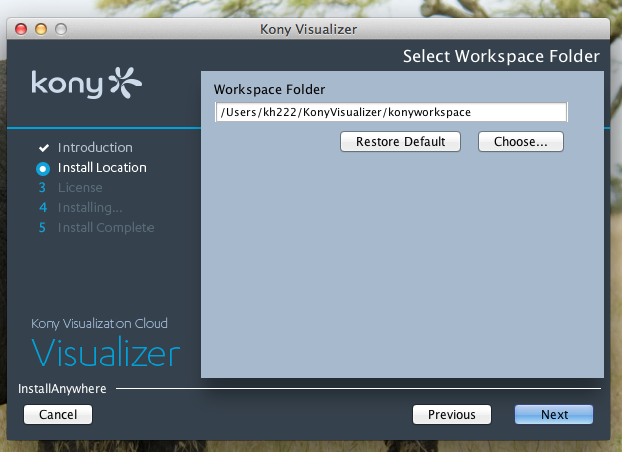 Kony Visualizer
Select Workspace Folder
kony
Workspace Folder
/Users/kh222/KonyVisualizer/konyworkspace
Restore Default
Choose...
Introduction
Install Location
3 License
4 Installing...
5 Install Complete
Kony Visualization Cloud
Visualizer
InstallAnywhere
Cancel
Previous
Next